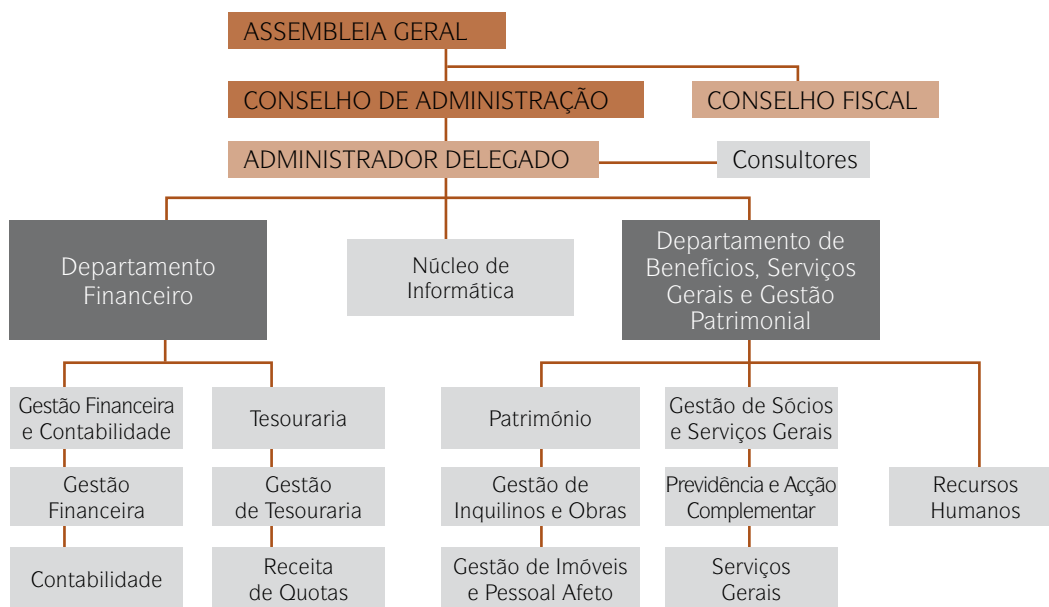 ASSEMBLEIA GERAL
CONSELHO DE ADMINISTRAÇÃO
CONSELHO FISCAL
ADMINISTRADOR DELEGADO
Consultores
Departamento
Financeiro
Núcleo de
Informática
Departamento de
Benefícios, Serviços
Gerais e Gestão
Patrimonial
Gestão Financeira
e Contabilidade
Tesouraria
Património
Gestão de Sócios
e Serviços Gerais
Gestão
Financeira
Gestão
de Tesouraria
Gestão de
Inquilinos e Obras
Previdência e Acção
Complementar
Recursos
Humanos
Contabilidade
Receita
de Quotas
Gestão de Imóveis
e Pessoal Afeto
Serviços
Gerais